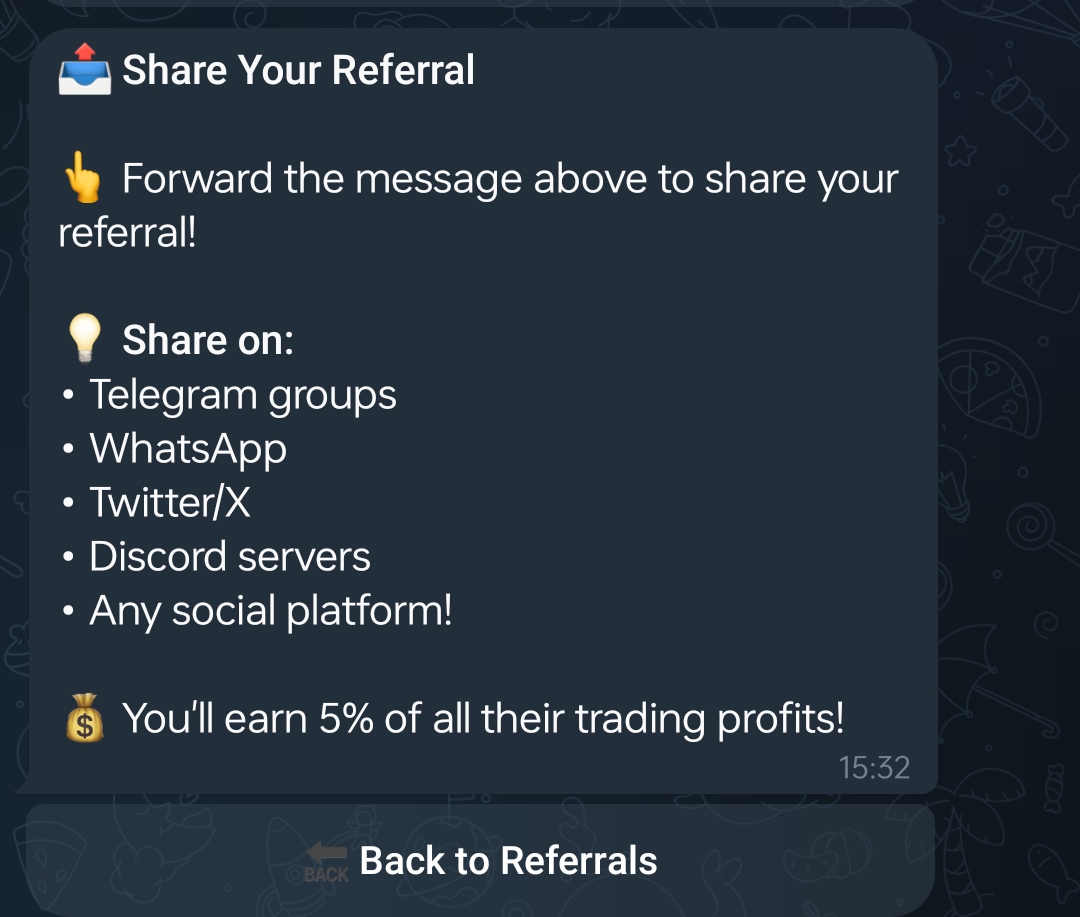 📤 Share Your Referral
👆 Forward the message above to share your
referral!
💡 Share on:
• Telegram groups
• WhatsApp
• Twitter/X
• Discord servers
• Any social platform!
💰 You'll earn 5% of all their trading profits!
15:32
🔙 Back to Referrals